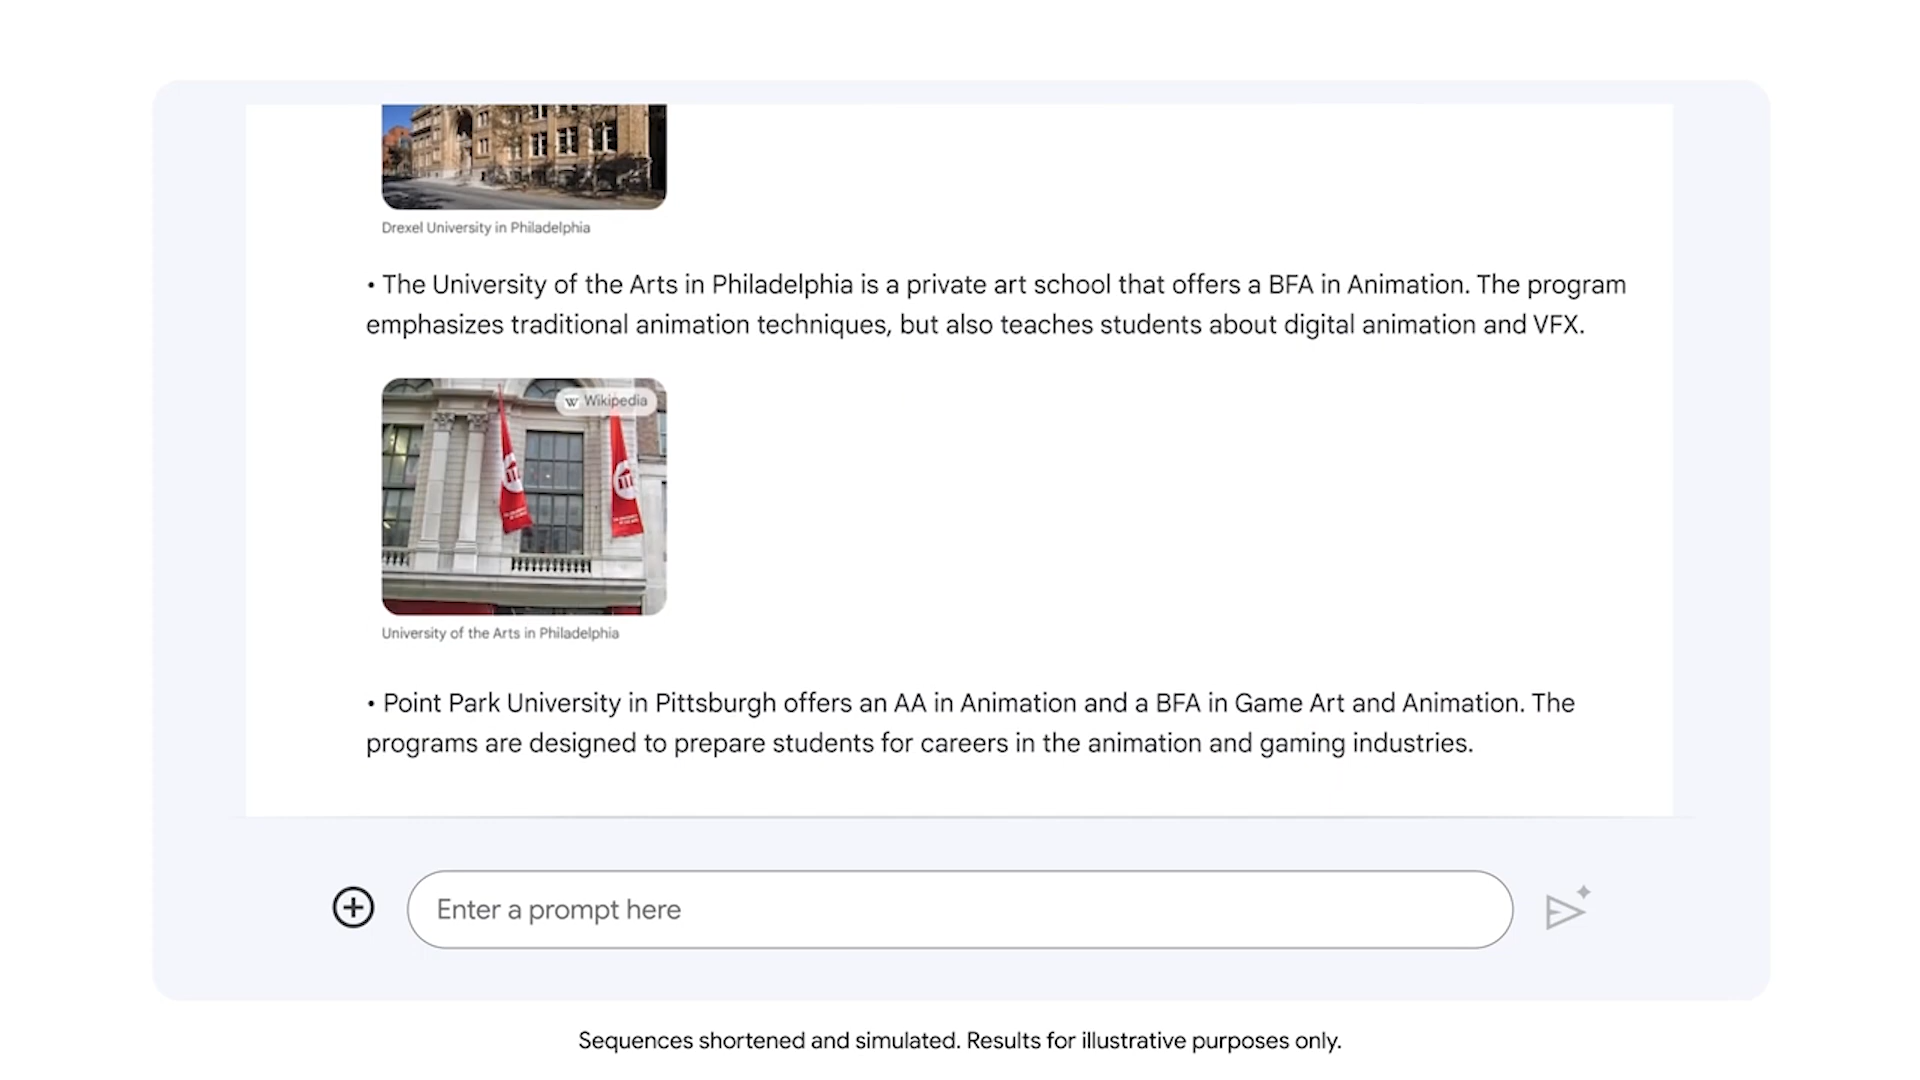 Drexel University in Philadelphia
• The University of the Arts in Philadelphia is a private art school that offers a BFA in Animation. The program
emphasizes traditional animation techniques, but also teaches students about digital animation and VFX.
W Wikipedia
University of the Arts in Philadelphia
• Point Park University in Pittsburgh offers an AA in Animation and a BFA in Game Art and Animation. The
programs are designed to prepare students for careers in the animation and gaming industries.
Enter a prompt here
Sequences shortened and simulated. Results for illustrative purposes only.